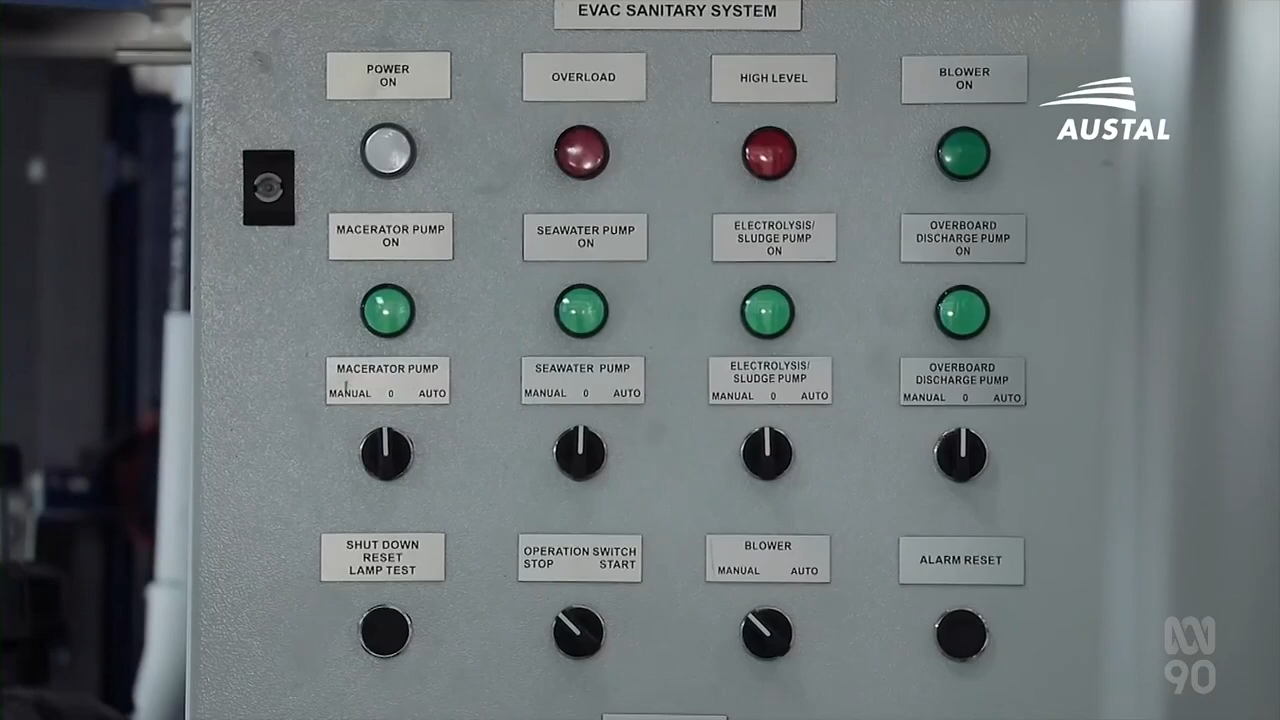 EVAC SANITARY SYSTEM
POWER
ON
OVERLOAD
HIGH LEVEL
BLOWER
ON
AUSTAL
MACERATOR PUMP
ON
SEAWATER PUMP
ON
ELECTROLYSIS/
SLUDGE PUMP
ON
OVERBOARD
DISCHARGE PUMP
ON
MACERATOR PUMP
MANUAL 0 AUTO
SEAWATER PUMP
MANUAL 0 AUTO
ELECTROLYSIS/
SLUDGE PUMP
MANUAL 0 AUTO
OVERBOARD
DISCHARGE PUMP
MANUAL 0 AUTO
SHUT DOWN
RESET
LAMP TEST
OPERATION SWITCH
STOP START
BLOWER
MANUAL AUTO
ALARM RESET
90